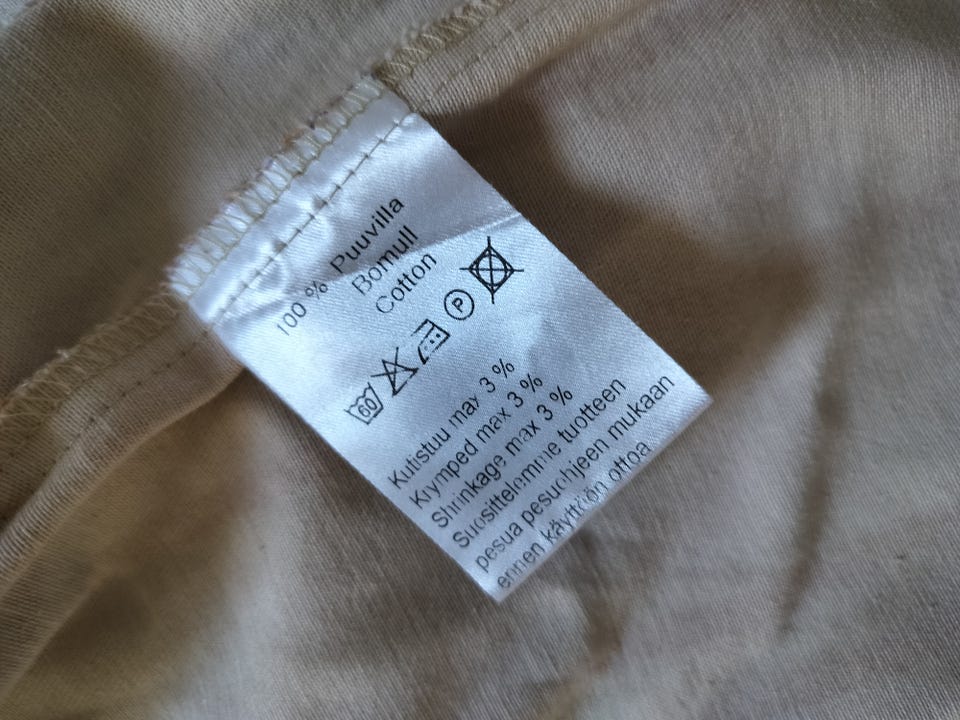 100 % Puuvilla
Bomull
Cotton
60
P
Kutistuu max 3 %
Krymped max 3 %
Shrinkage max 3 %
Suosittelemme tuotteen
pesua pesuohjeen mukaan
ennen käyttöön ottoa